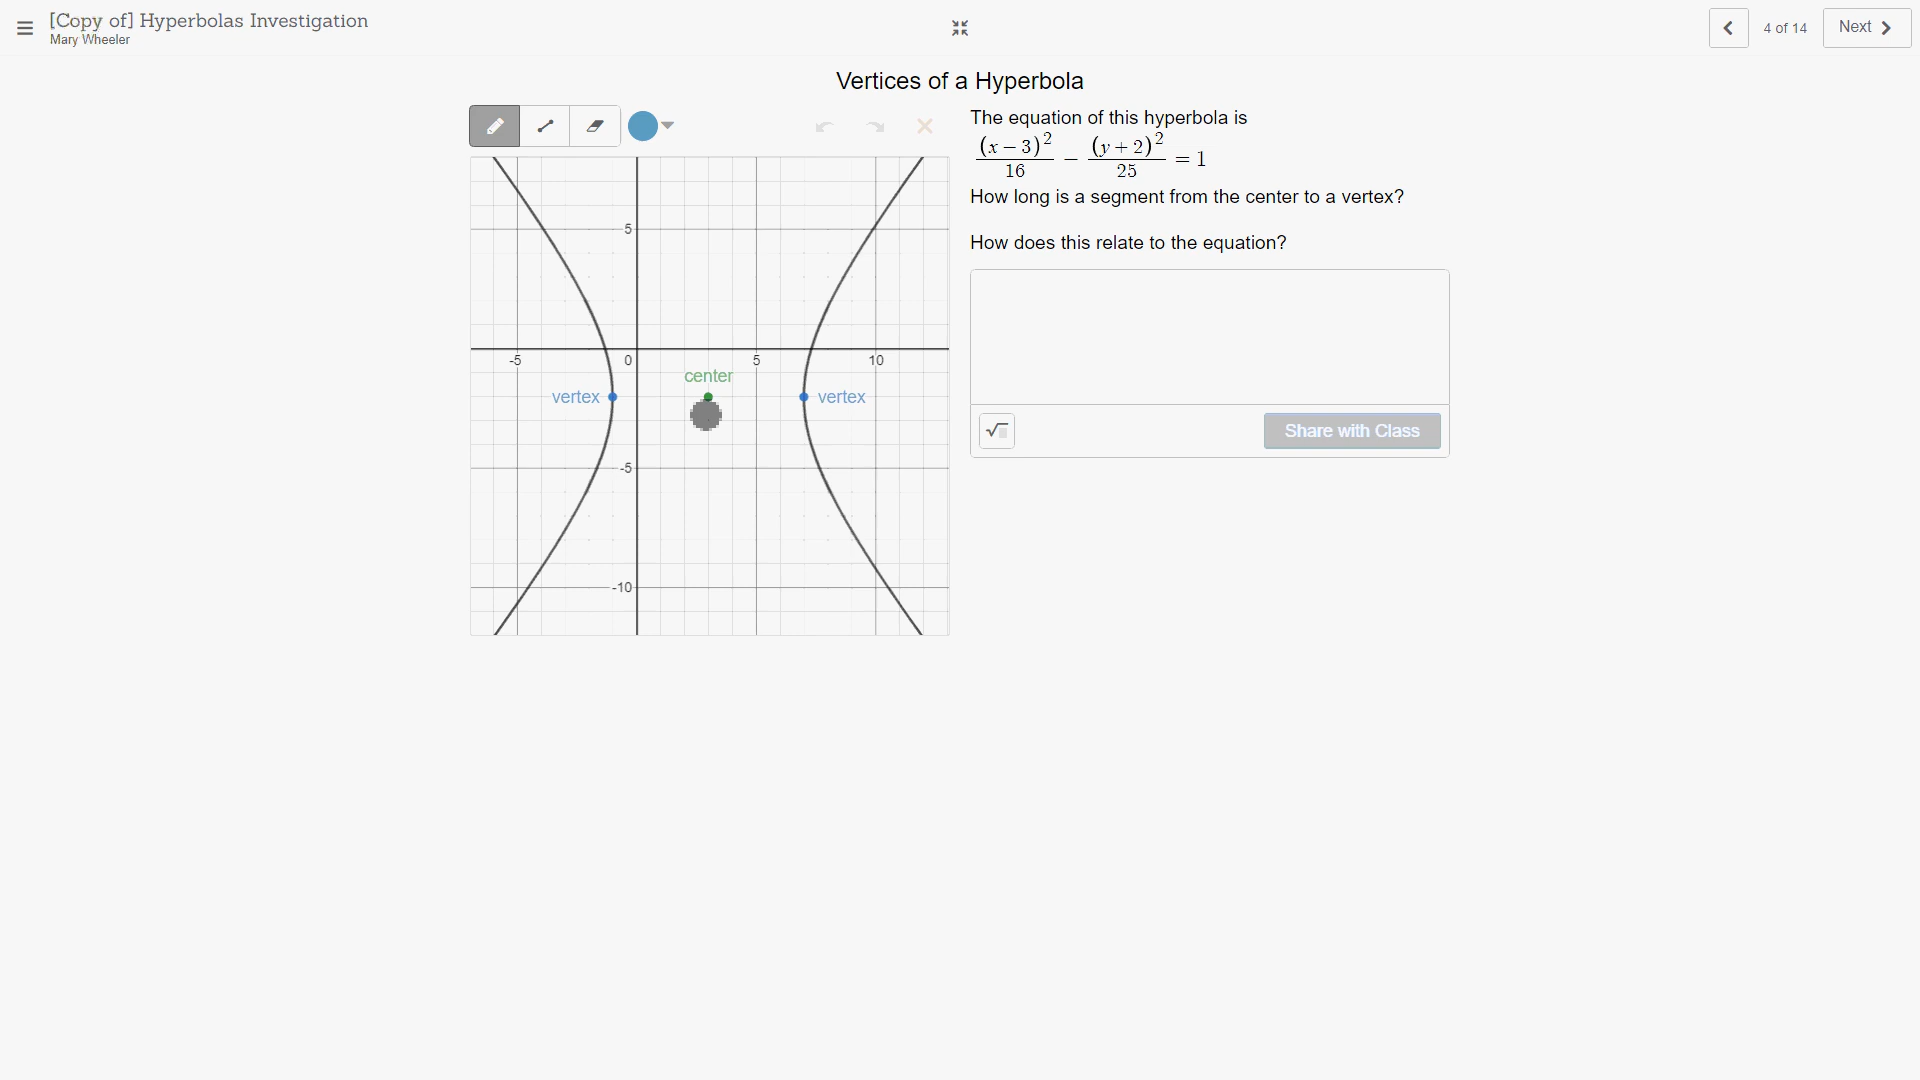 [Copy of] Hyperbolas Investigation
Mary Wheeler
4 of 14
Next
Vertices of a Hyperbola
The equation of this hyperbola is
(x − 3)² / 16 − (y + 2)² / 25 = 1
How long is a segment from the center to a vertex?
How does this relate to the equation?
5
-5 0 5 10
center
vertex vertex
-5
-10
√
Share with Class